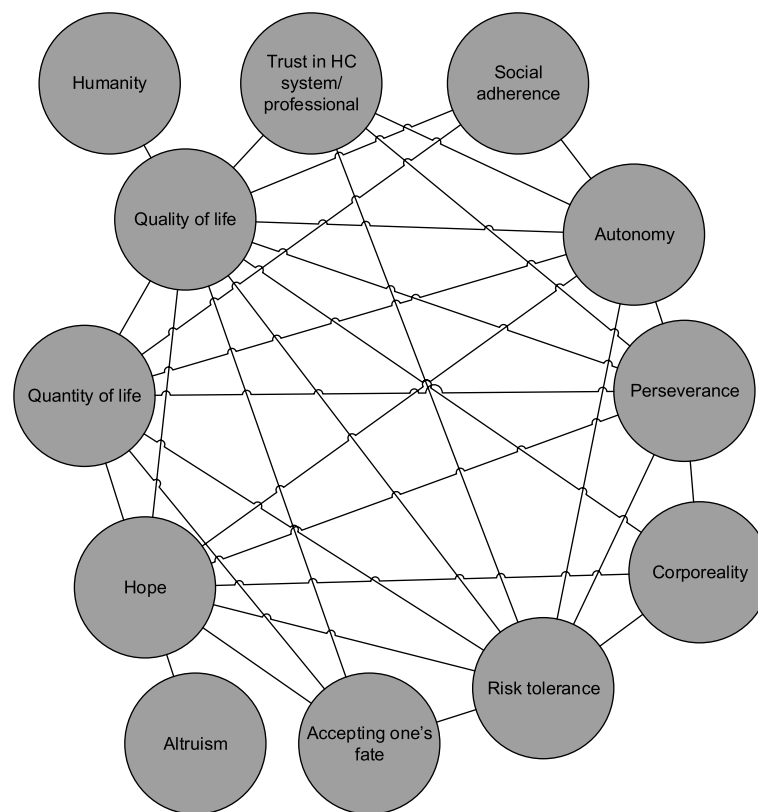 Humanity
Trust in HC
system/
professional
Social
adherence
Quality of life
Autonomy
Quantity of life
Perseverance
Hope
Corporeality
Risk tolerance
Altruism
Accepting one’s
fate